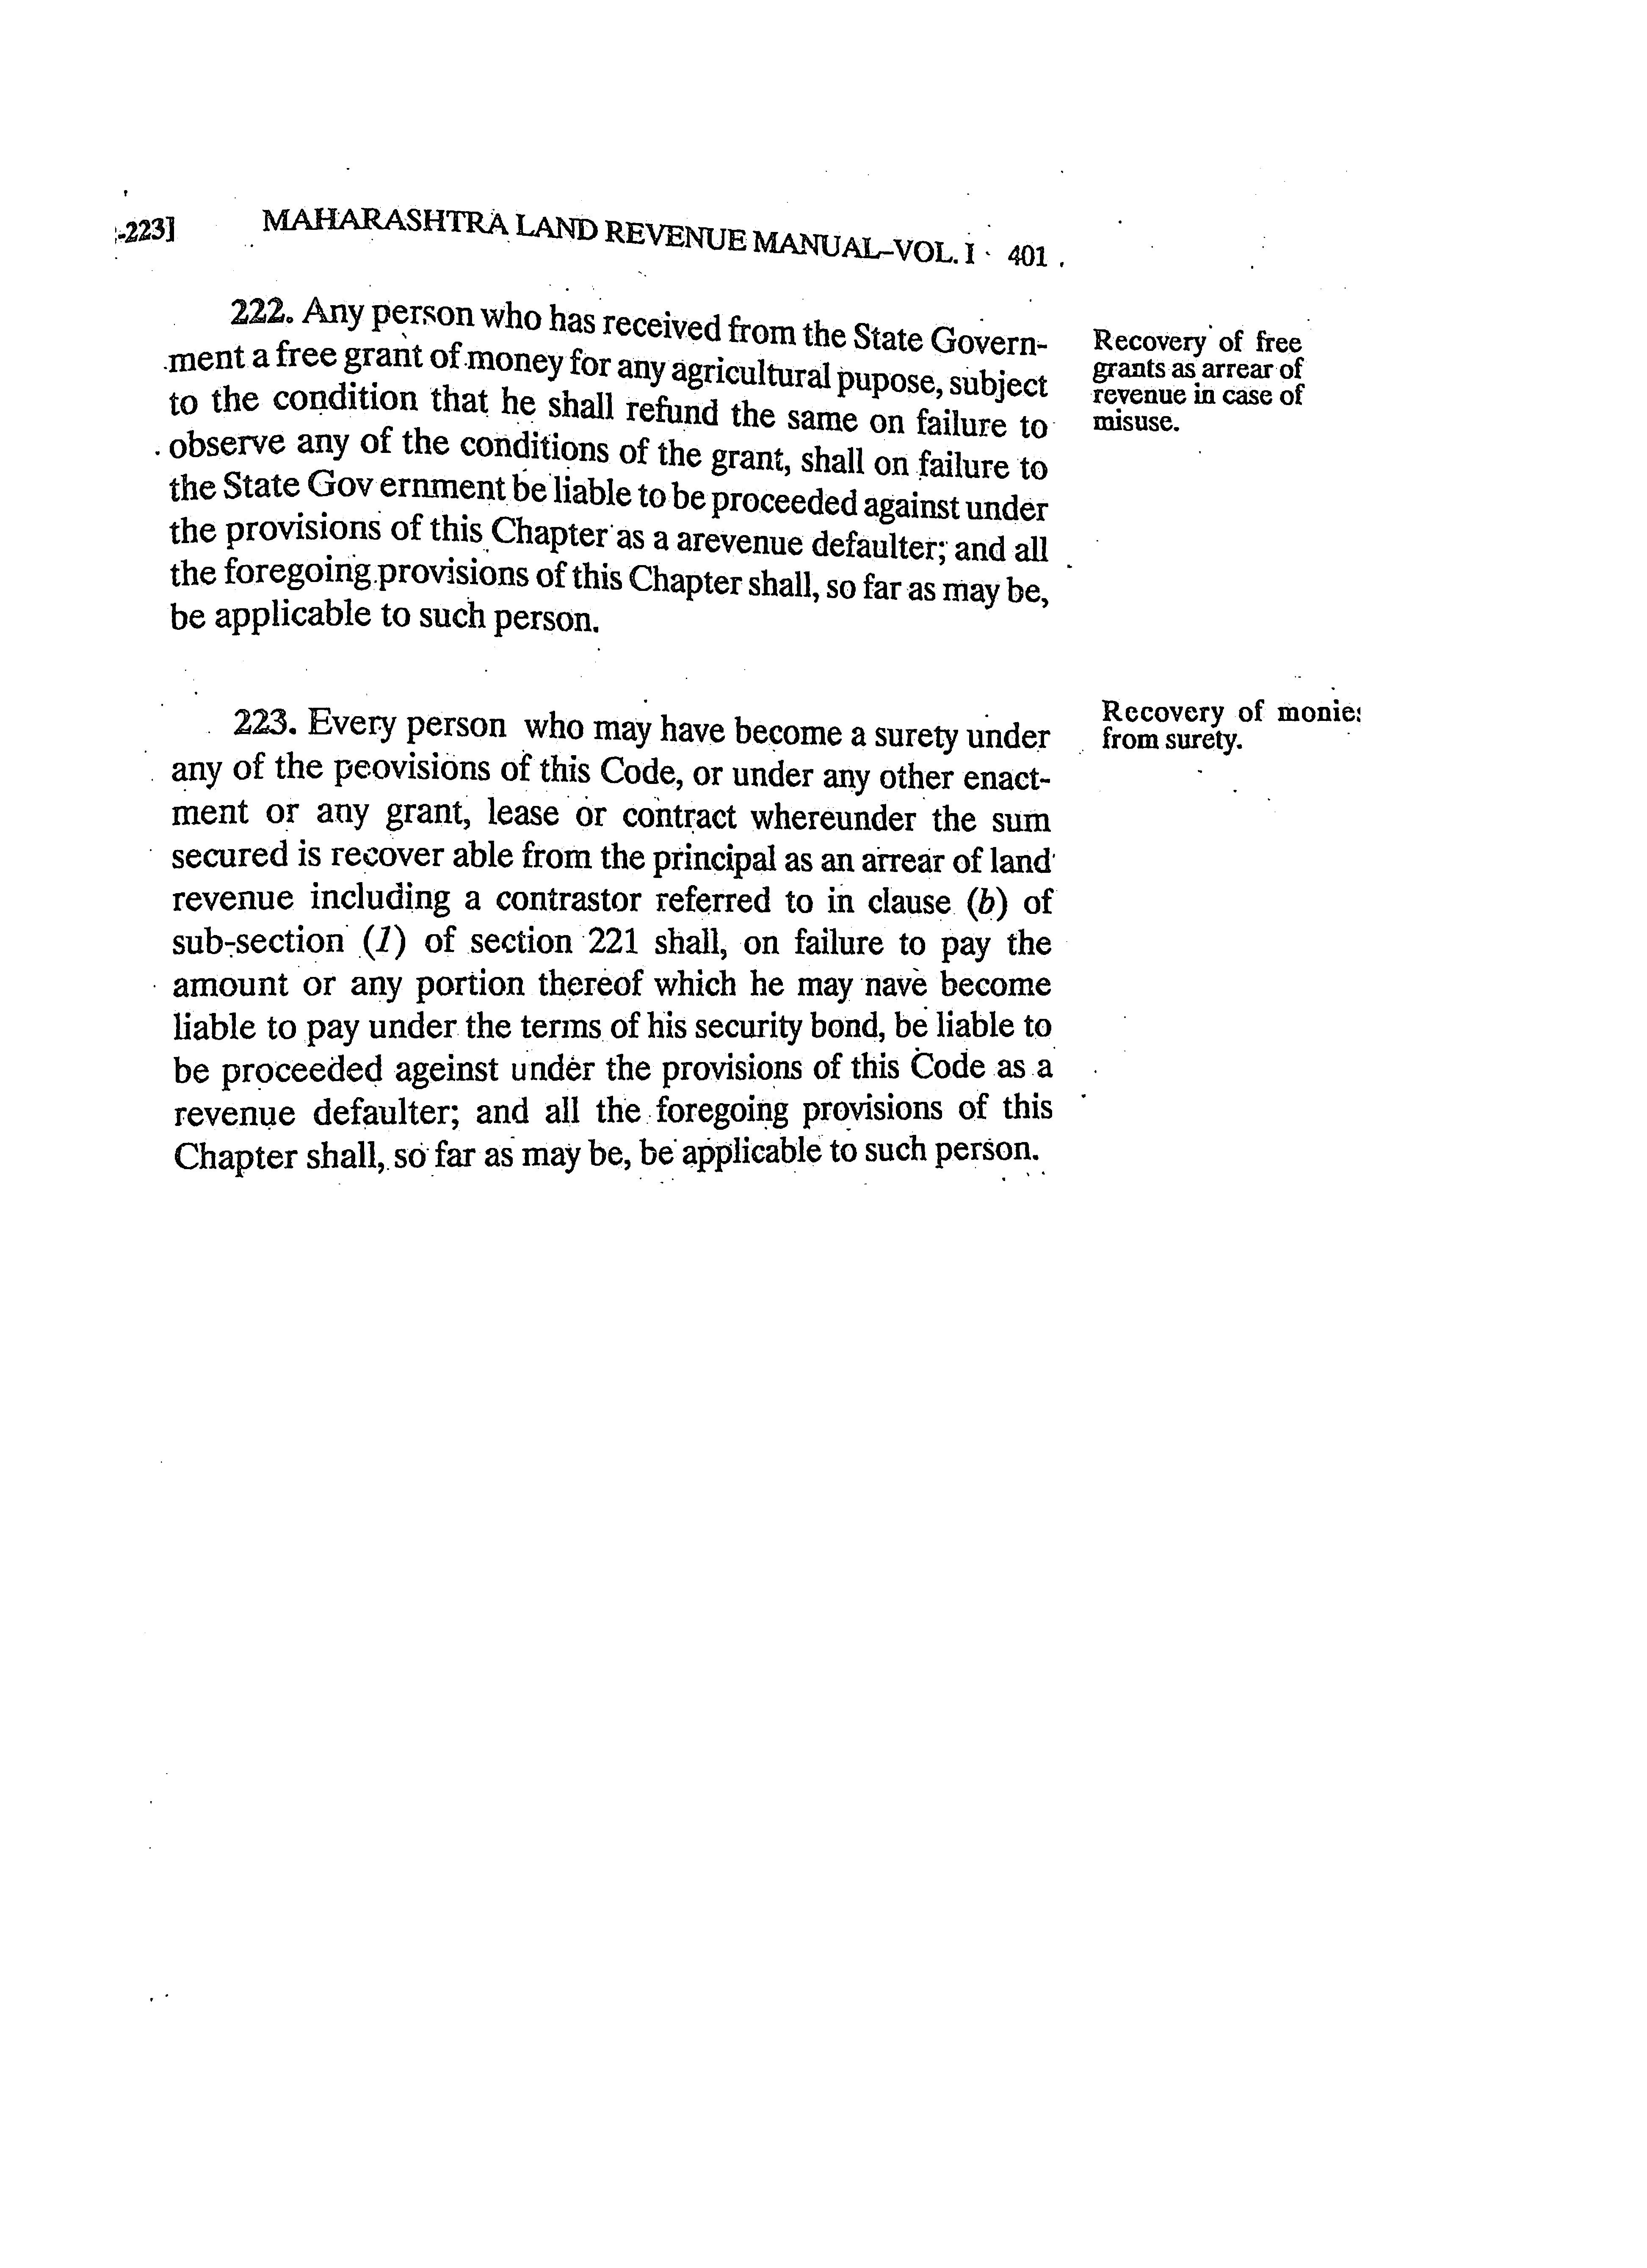 -223] MAHARASHTRA LAND REVENUE MANUAL–VOL. I 401
222. Any person who has received from the State Govern-
ment a free grant of money for any agricultural pupose, subject
to the condition that he shall refund the same on failure to
observe any of the conditions of the grant, shall on failure to
the State Gov ernment be liable to be proceeded against under
the provisions of this Chapter as a arevenue defaulter; and all
the foregoing provisions of this Chapter shall, so far as may be,
be applicable to such person.
Recovery of free
grants as arrear of
revenue in case of
misuse.
223. Every person who may have become a surety under
any of the peovisions of this Code, or under any other enact-
ment or any grant, lease or contract whereunder the sum
secured is recover able from the principal as an arrear of land
revenue including a contrastor referred to in clause (b) of
sub-section (1) of section 221 shall, on failure to pay the
amount or any portion thereof which he may nave become
liable to pay under the terms of his security bond, be liable to
be proceeded ageinst under the provisions of this Code as a
revenue defaulter; and all the foregoing provisions of this
Chapter shall, so far as may be, be applicable to such person.
Recovery of monies
from surety.